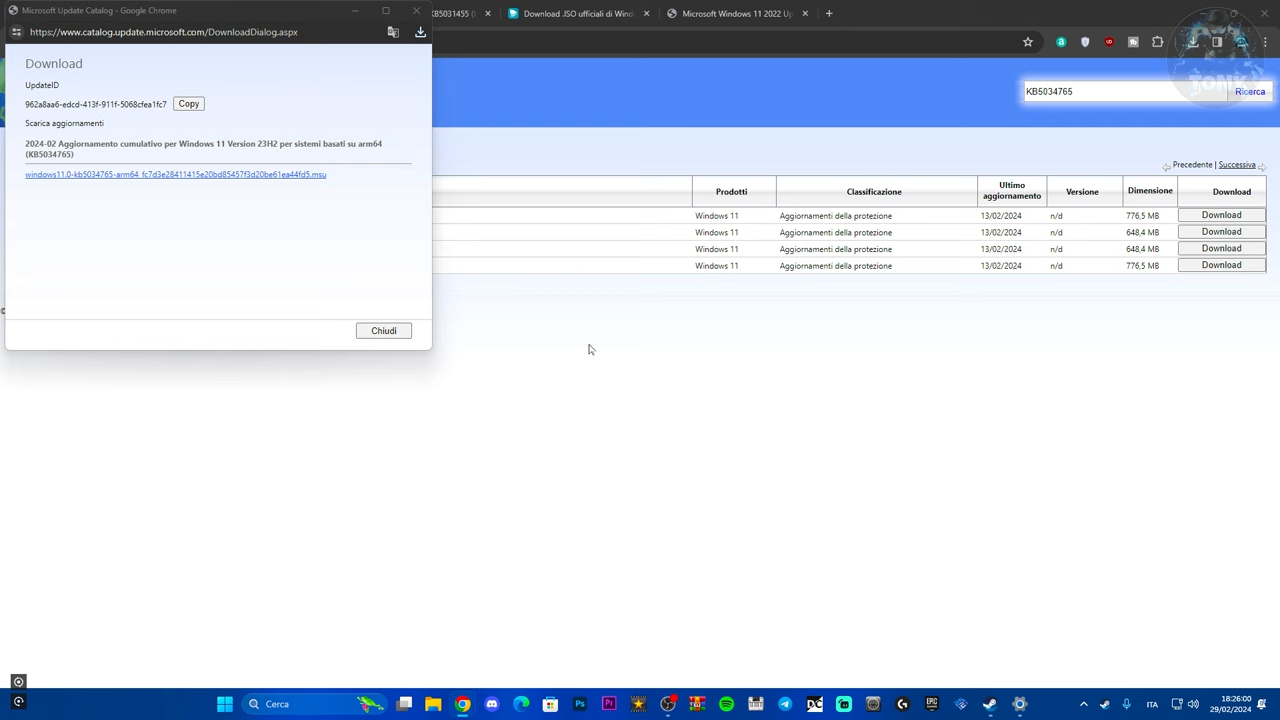 Microsoft Update Catalog - Google Chrome
KB5031455 (
Download .ISO ufficiali di Wind
Microsoft Windows 11 2022 Up
https://www.catalog.update.microsoft.com/DownloadDialog.aspx
Download
UpdateID
962a8aa6-edcd-413f-911f-5068cfea1fc7
Copy
Scarica aggiornamenti
2024-02 Aggiornamento cumulativo per Windows 11 Version 23H2 per sistemi basati su arm64
(KB5034765)
windows11.0-kb5034765-arm64_fc7d3e28411415e20bd85457f3d20be61ea44fd5.msu
Chiudi
TONK
KB5034765
Ricerca
Precedente | Successiva
Prodotti Classificazione Ultimo aggiornamento Versione Dimensione Download
Windows 11 Aggiornamenti della protezione 13/02/2024 n/d 776,5 MB Download
Windows 11 Aggiornamenti della protezione 13/02/2024 n/d 648,4 MB Download
Windows 11 Aggiornamenti della protezione 13/02/2024 n/d 648,4 MB Download
Windows 11 Aggiornamenti della protezione 13/02/2024 n/d 776,5 MB Download
Cerca
Ps
Pr
DC
EPIC
ITA
18:26:00
29/02/2024